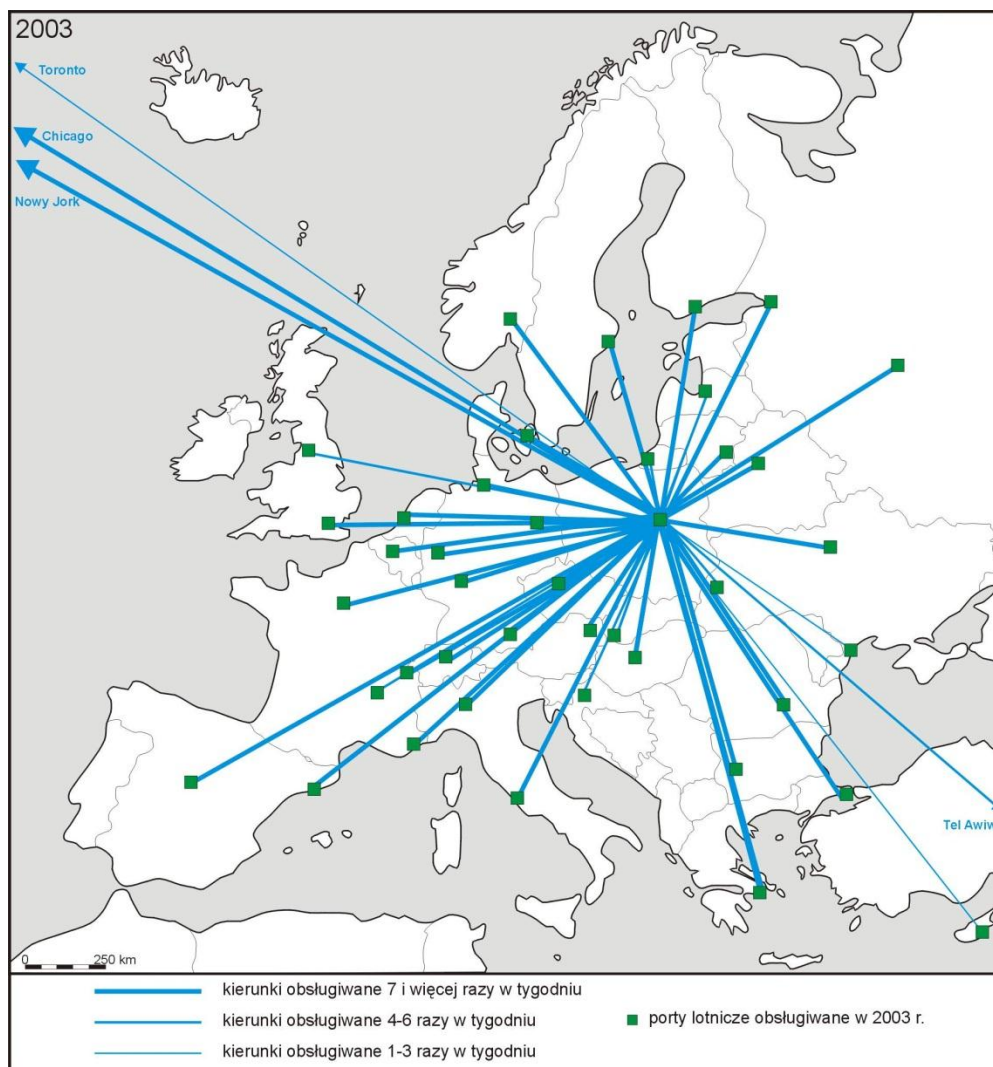 2003
Toronto
Chicago
Nowy Jork
Tel Awiw
0 250 km
kierunki obsługiwane 7 i więcej razy w tygodniu
kierunki obsługiwane 4-6 razy w tygodniu
porty lotnicze obsługiwane w 2003 r.
kierunki obsługiwane 1-3 razy w tygodniu